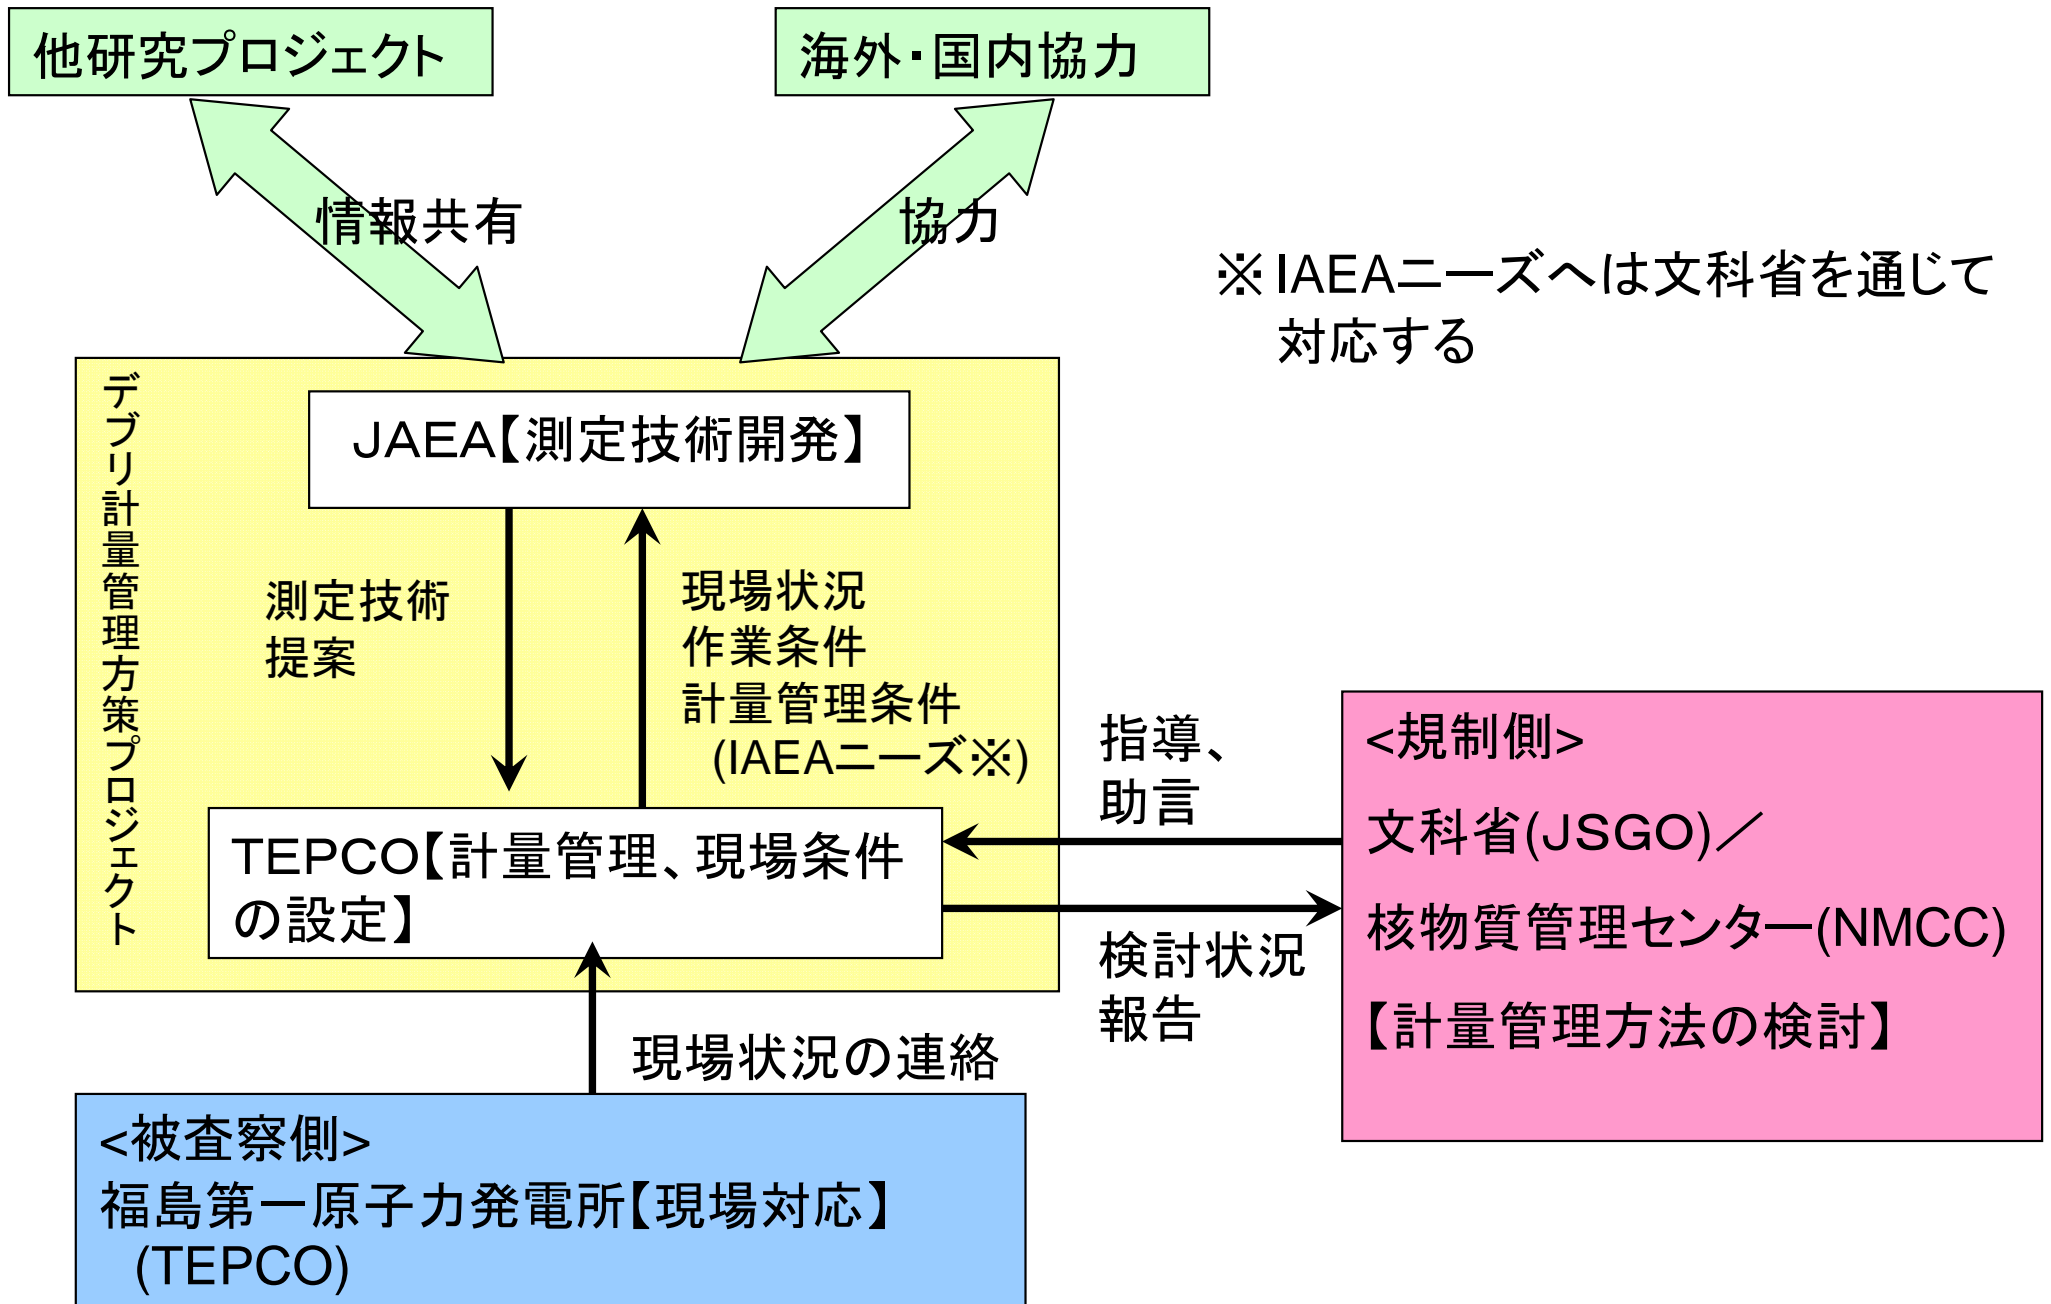 他研究プロジェクト
海外・国内協力
情報共有
協力
※IAEAニーズへは文科省を通じて
対応する
デブリ計量管理方策プロジェクト
JAEA【測定技術開発】
測定技術
提案
現場状況
作業条件
計量管理条件
(IAEAニーズ※)
TEPCO【計量管理、現場条件
の設定】
指導、
助言
検討状況
報告
<規制側>
文科省(JSGO)／
核物質管理センター(NMCC)
【計量管理方法の検討】
現場状況の連絡
<被査察側>
福島第一原子力発電所【現場対応】
(TEPCO)